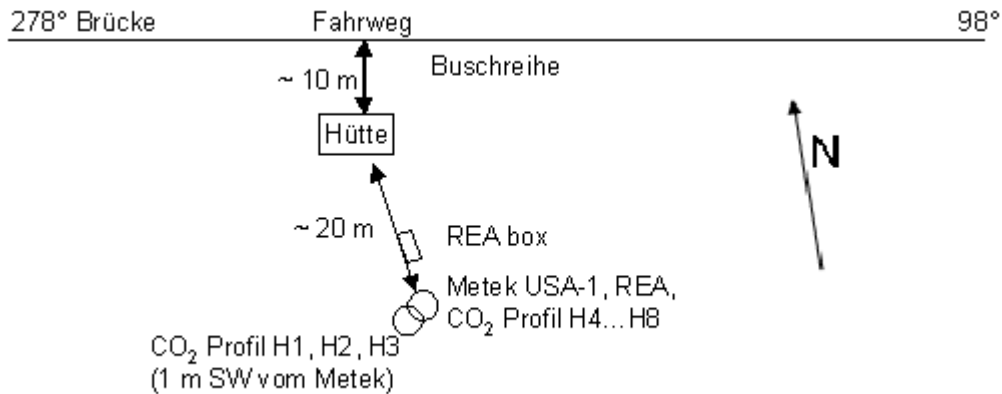 278° Brücke Fahrweg 98°
Buschreihe
~ 10 m
Hütte
N
~ 20 m
REA box
Metek USA-1, REA,
CO₂ Profil H4...H8
CO₂ Profil H1, H2, H3
(1 m SW vom Metek)